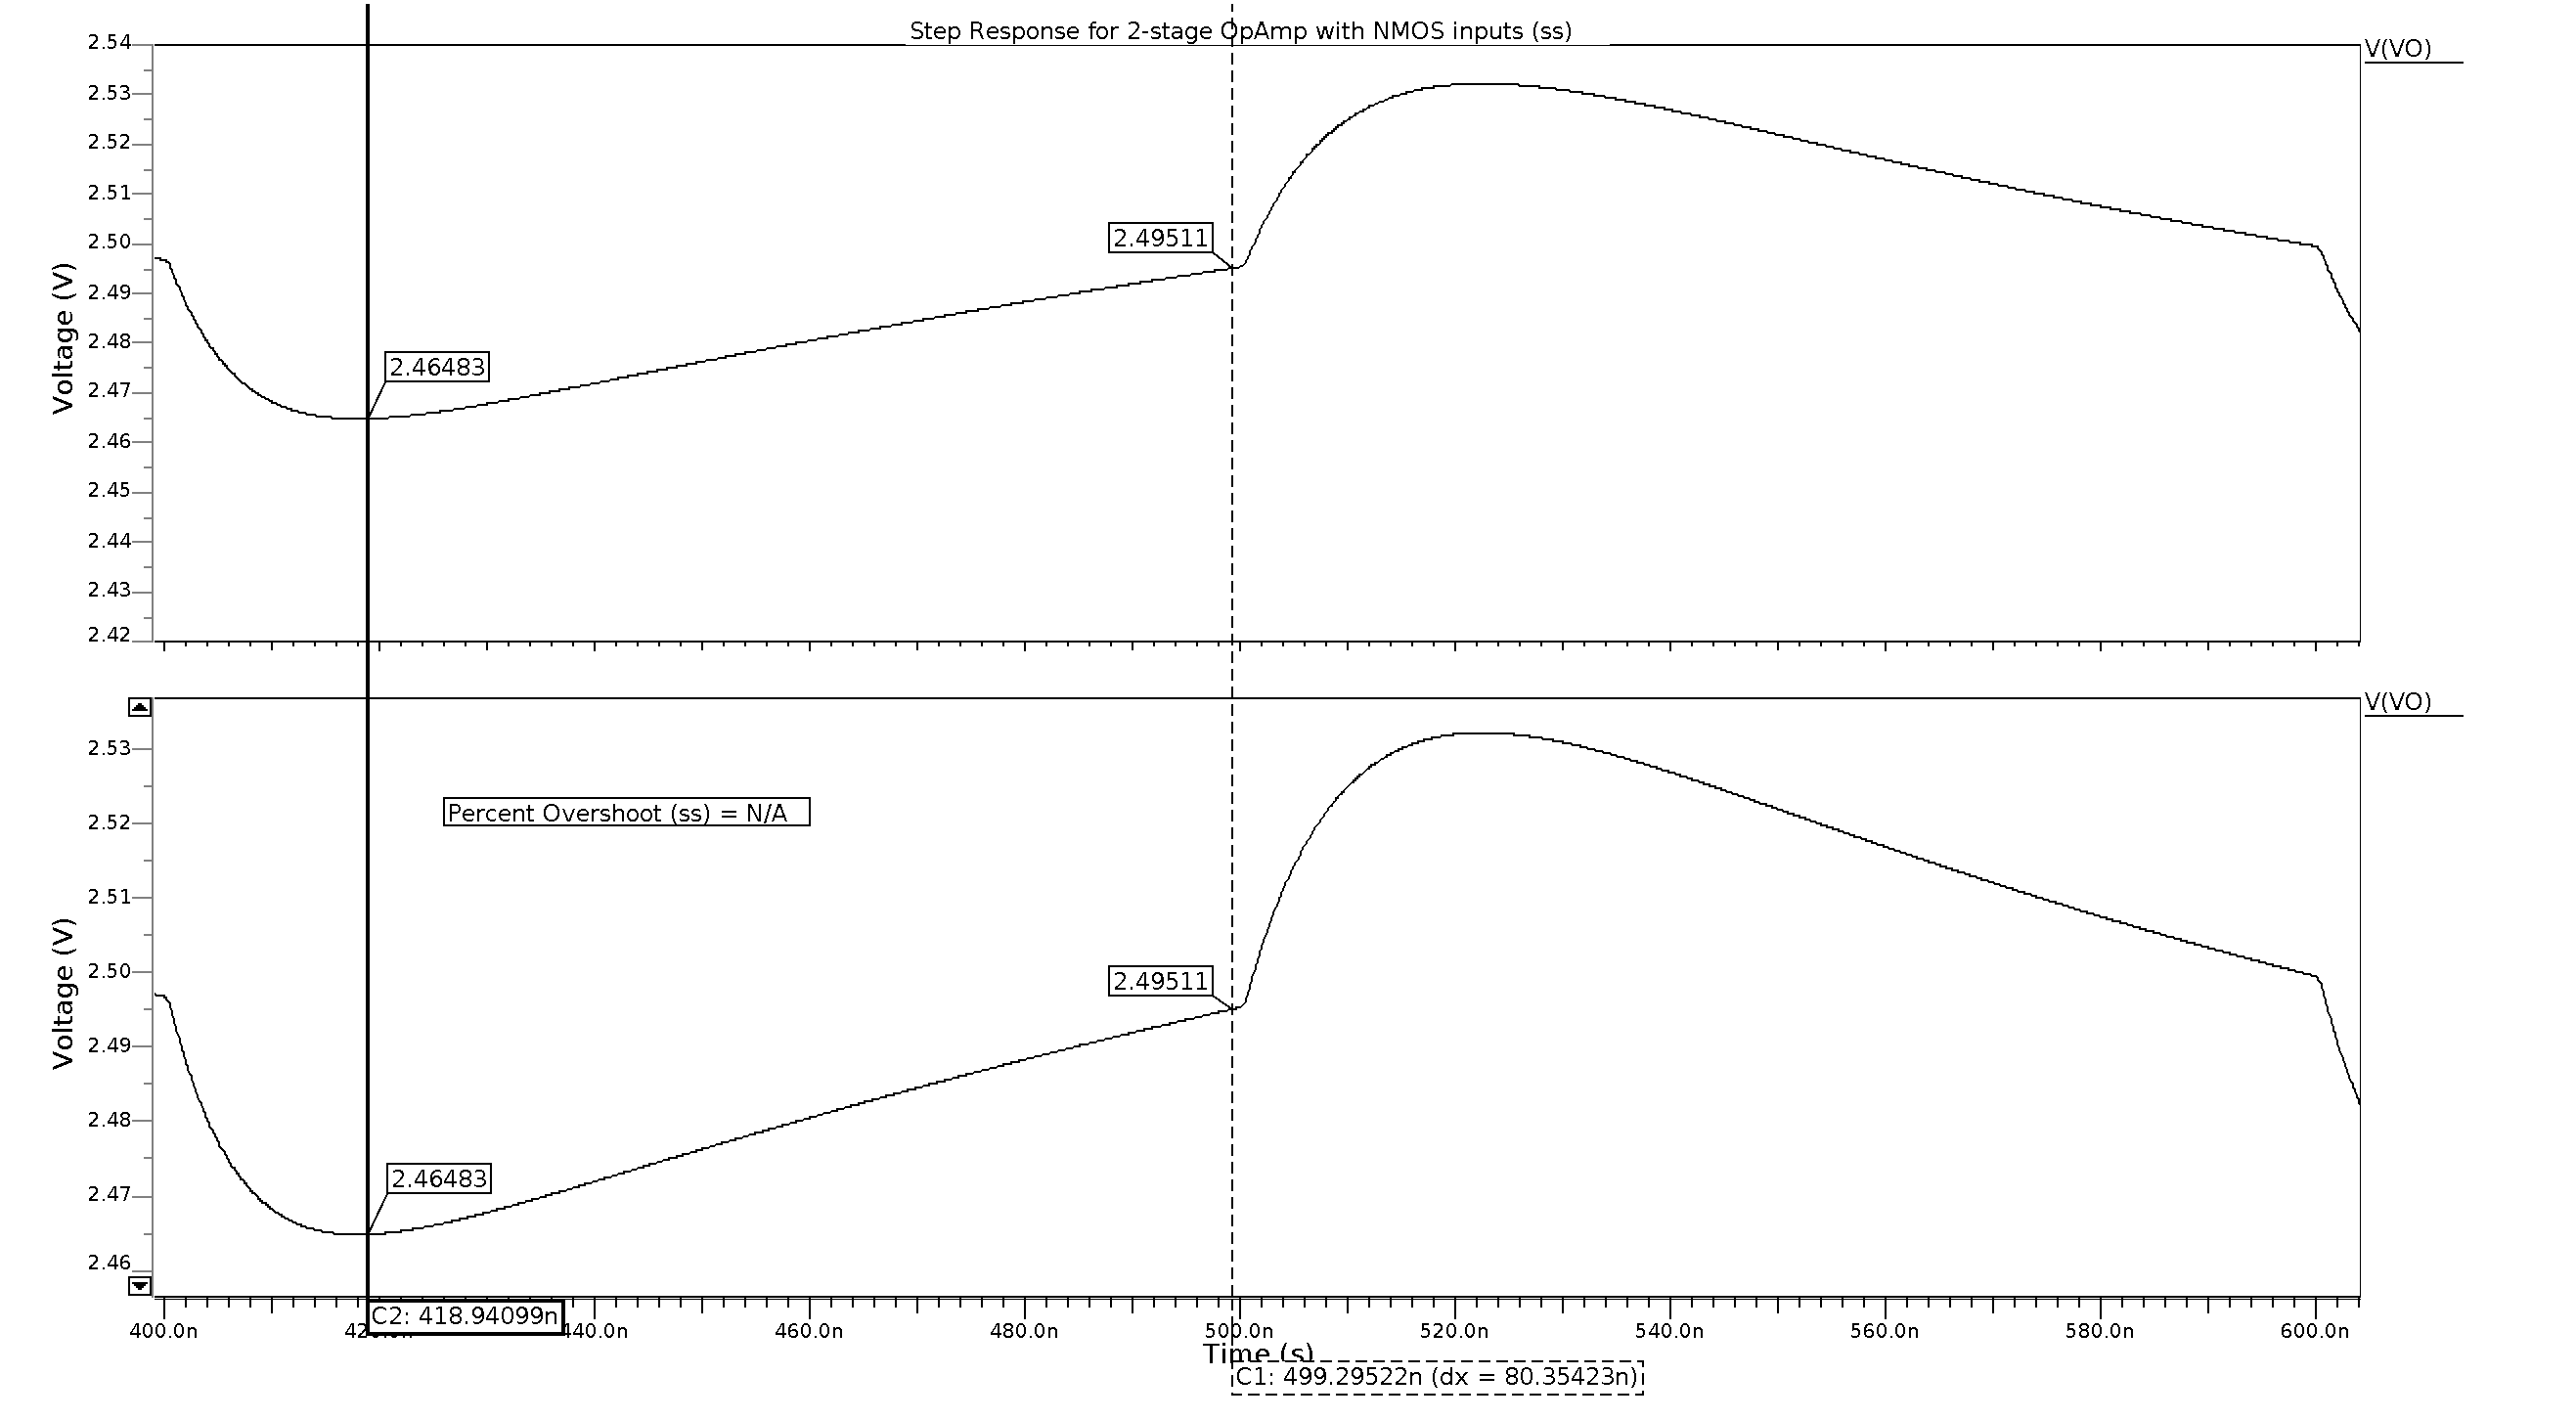 Step Response for 2-stage OpAmp with NMOS inputs (ss)
V(VO)
2.54
2.53
2.52
2.51
2.50
2.49
2.48
2.47
2.46
2.45
2.44
2.43
2.42
Voltage (V)
2.49511
2.46483
V(VO)
2.53
2.52
2.51
2.50
2.49
2.48
2.47
2.46
Voltage (V)
Percent Overshoot (ss) = N/A
2.49511
2.46483
C2: 418.94099n
400.0n 440.0n 460.0n 480.0n 500.0n 520.0n 540.0n 560.0n 580.0n 600.0n
Time (s)
C1: 499.29522n (dx = 80.35423n)